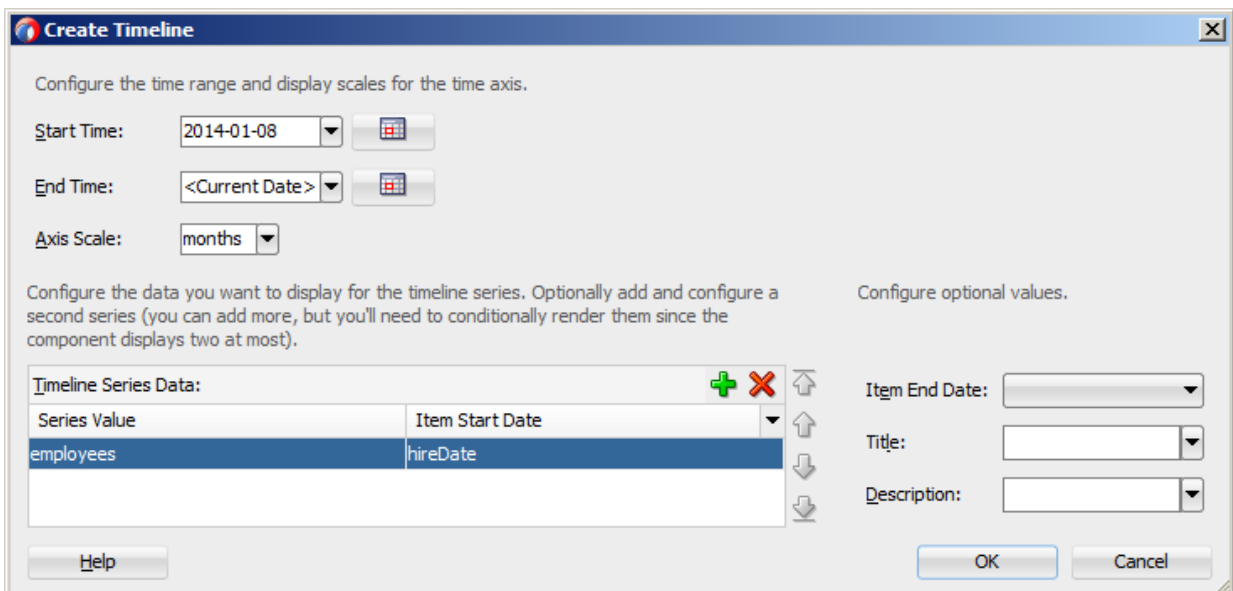 Create Timeline
Configure the time range and display scales for the time axis.
Start Time: 2014-01-08
End Time: <Current Date>
Axis Scale: months
Configure the data you want to display for the timeline series. Optionally add and configure a
second series (you can add more, but you'll need to conditionally render them since the
component displays two at most).
Configure optional values.
Timeline Series Data:
Series Value Item Start Date
employees hireDate
Item End Date:
Title:
Description:
Help OK Cancel